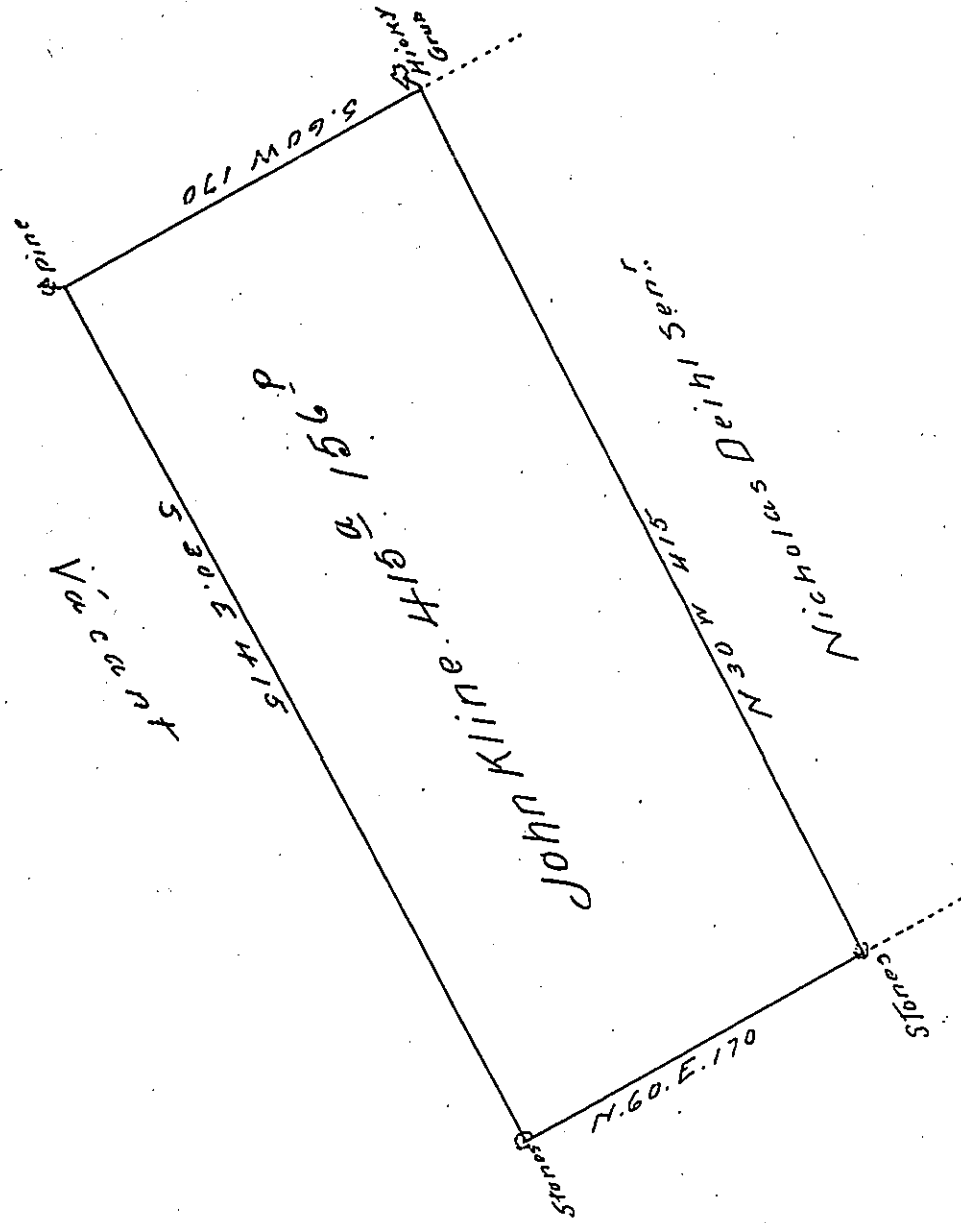 Hickry
Grub
S.60W 170
Pine
S 30.E 415
Vacant
John Kline. 415 a. 156 p
N 30 W 415
Nicholas Deihl Senr.
N.60.E.170
Stones
Stones